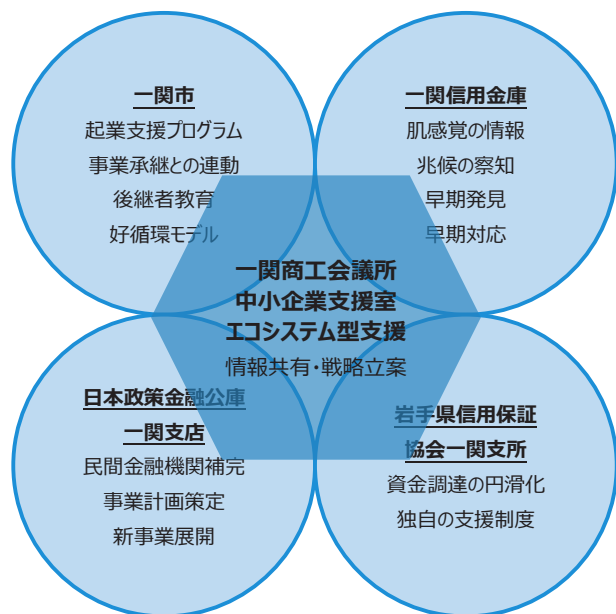 一関市
起業支援プログラム
事業承継との連動
後継者教育
好循環モデル
一関信用金庫
肌感覚の情報
兆候の察知
早期発見
早期対応
一関商工会議所
中小企業支援室
エコシステム型支援
情報共有・戦略立案
日本政策金融公庫
一関支店
民間金融機関補完
事業計画策定
新事業展開
岩手県信用保証
協会一関支所
資金調達の円滑化
独自の支援制度